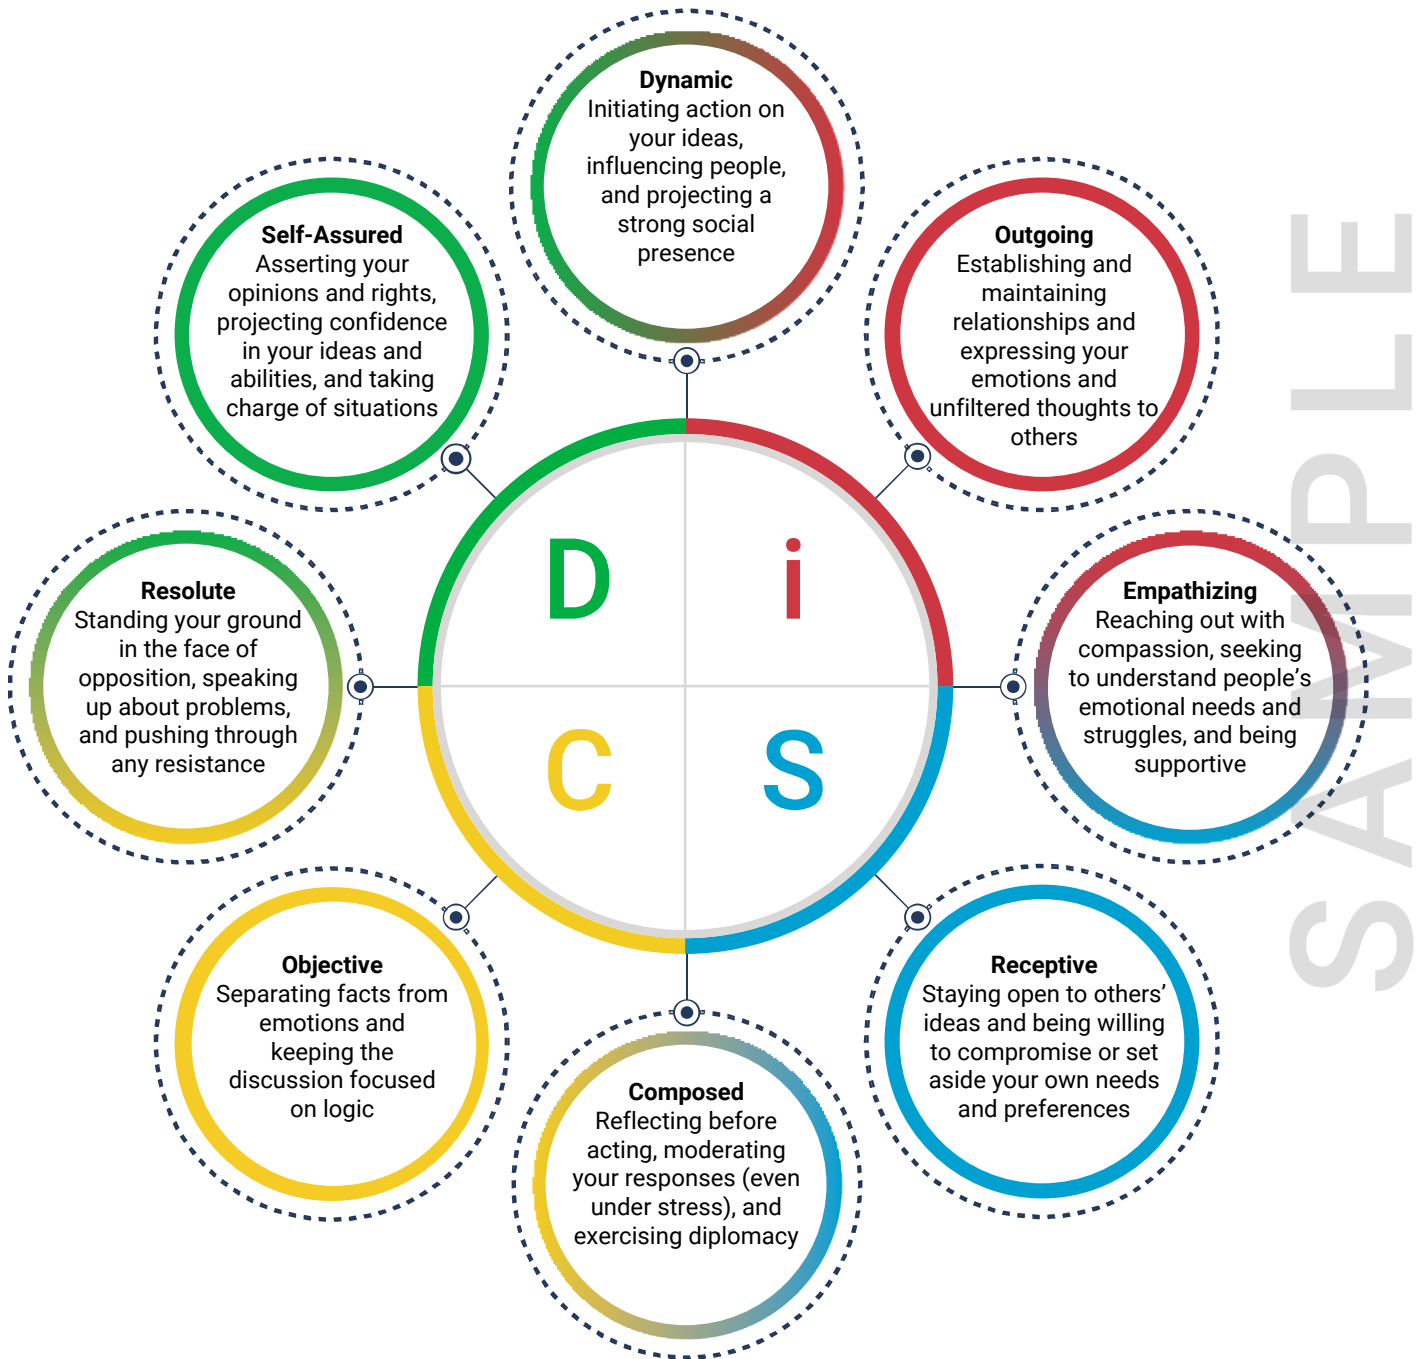 Dynamic
Initiating action on
your ideas,
influencing people,
and projecting a
strong social
presence
Self-Assured
Asserting your
opinions and rights,
projecting confidence
in your ideas and
abilities, and taking
charge of situations
Outgoing
Establishing and
maintaining
relationships and
expressing your
emotions and
unfiltered thoughts to
others
D
i
Resolute
Standing your ground
in the face of
opposition, speaking
up about problems,
and pushing through
any resistance
Empathizing
Reaching out with
compassion, seeking
to understand people’s
emotional needs and
struggles, and being
supportive
C
S
Objective
Separating facts from
emotions and
keeping the
discussion focused
on logic
Receptive
Staying open to others’
ideas and being willing
to compromise or set
aside your own needs
and preferences
Composed
Reflecting before
acting, moderating
your responses (even
under stress), and
exercising diplomacy
SAMPLE